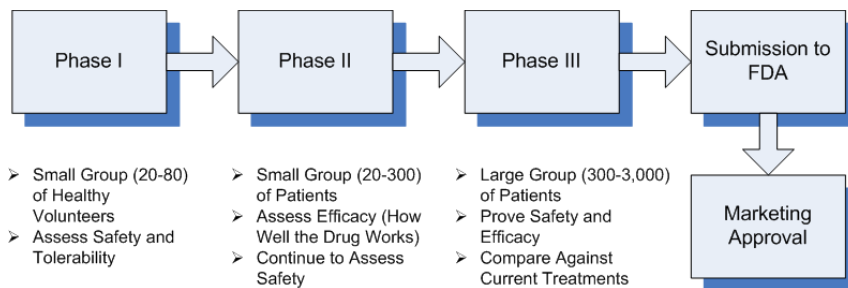 Phase I
Phase II
Phase III
Submission to
FDA
➢ Small Group (20-80)
of Healthy
Volunteers
➢ Assess Safety and
Tolerability
➢ Small Group (20-300)
of Patients
➢ Assess Efficacy (How
Well the Drug Works)
➢ Continue to Assess
Safety
➢ Large Group (300-3,000)
of Patients
➢ Prove Safety and
Efficacy
➢ Compare Against
Current Treatments
Marketing
Approval